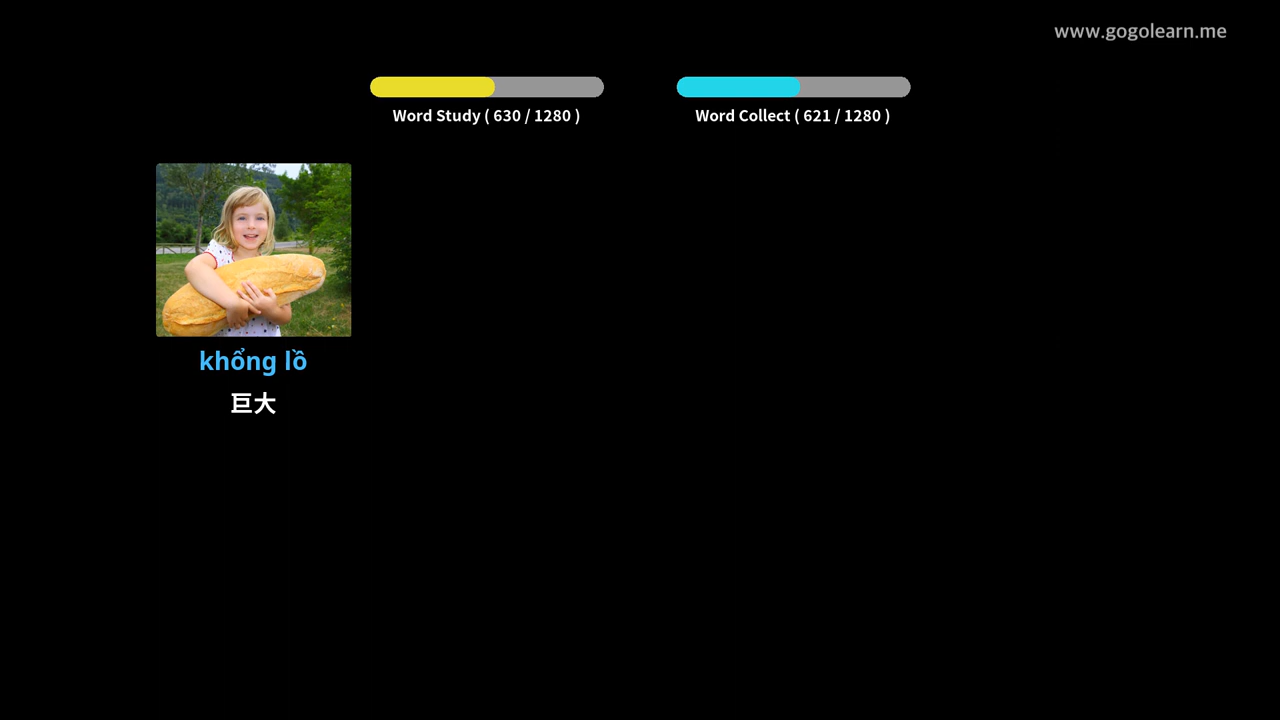 www.gogolearn.me
Word Study ( 630 / 1280 )
Word Collect ( 621 / 1280 )
khổng lồ
巨大